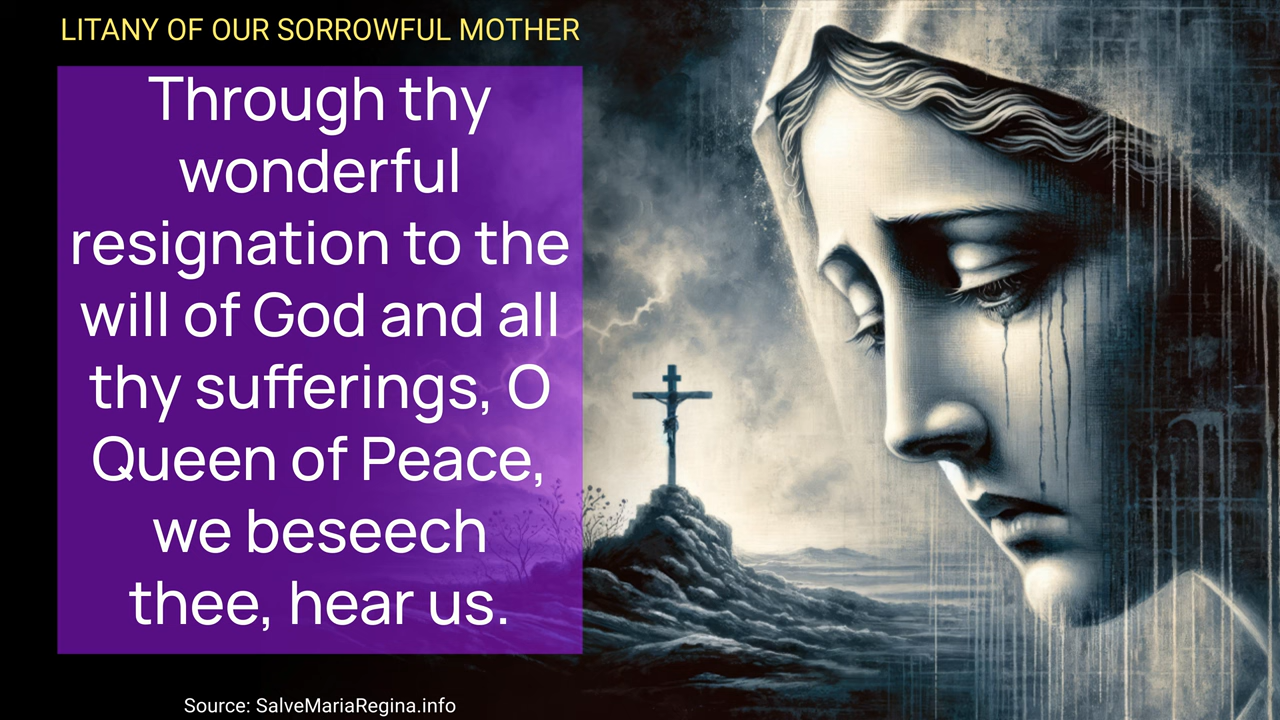 LITANY OF OUR SORROWFUL MOTHER
Through thy
wonderful
resignation to the
will of God and all
thy sufferings, O
Queen of Peace,
we beseech
thee, hear us.
Source: SalveMariaRegina.info